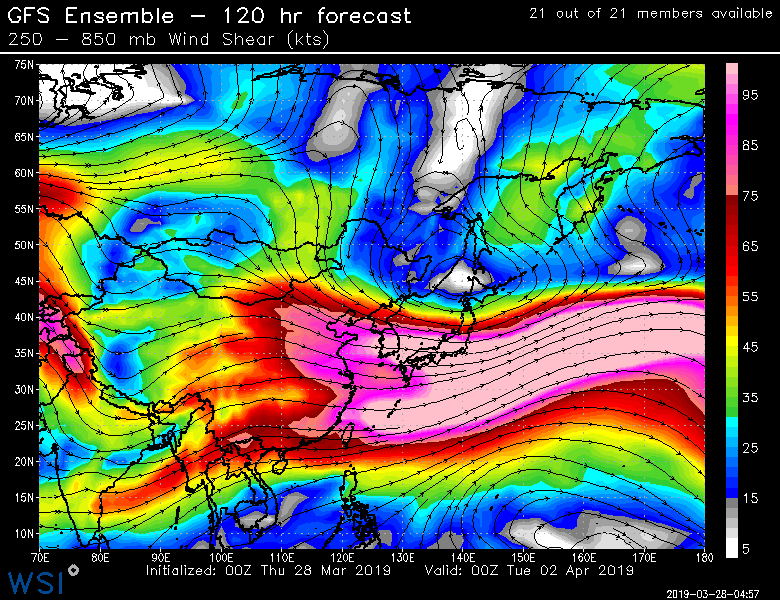 GFS Ensemble – 120 hr forecast
21 out of 21 members available
250 – 850 mb Wind Shear (kts)
75N
70N
65N
60N
55N
50N
45N
40N
35N
30N
25N
20N
15N
10N
95
85
75
65
55
45
35
25
15
5
70E
80E
90E
100E
110E
120E
130E
140E
150E
160E
170E
180
Initialized: 00Z Thu 28 Mar 2019
Valid: 00Z Tue 02 Apr 2019
WSI
2019-03-28-04:57